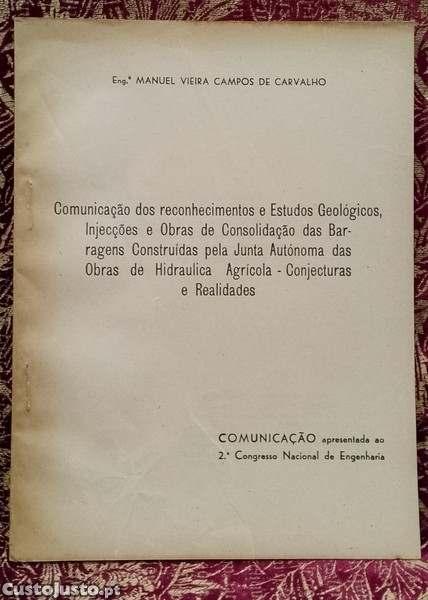 Eng.º MANUEL VIEIRA CAMPOS DE CARVALHO
Comunicação dos reconhecimentos e Estudos Geológicos,
Injecções e Obras de Consolidação das Bar-
ragens Construídas pela Junta Autónoma das
Obras de Hidraulica Agrícola - Conjecturas
e Realidades
COMUNICAÇÃO apresentada ao
2.º Congresso Nacional de Engenharia
CustoJusto.pt